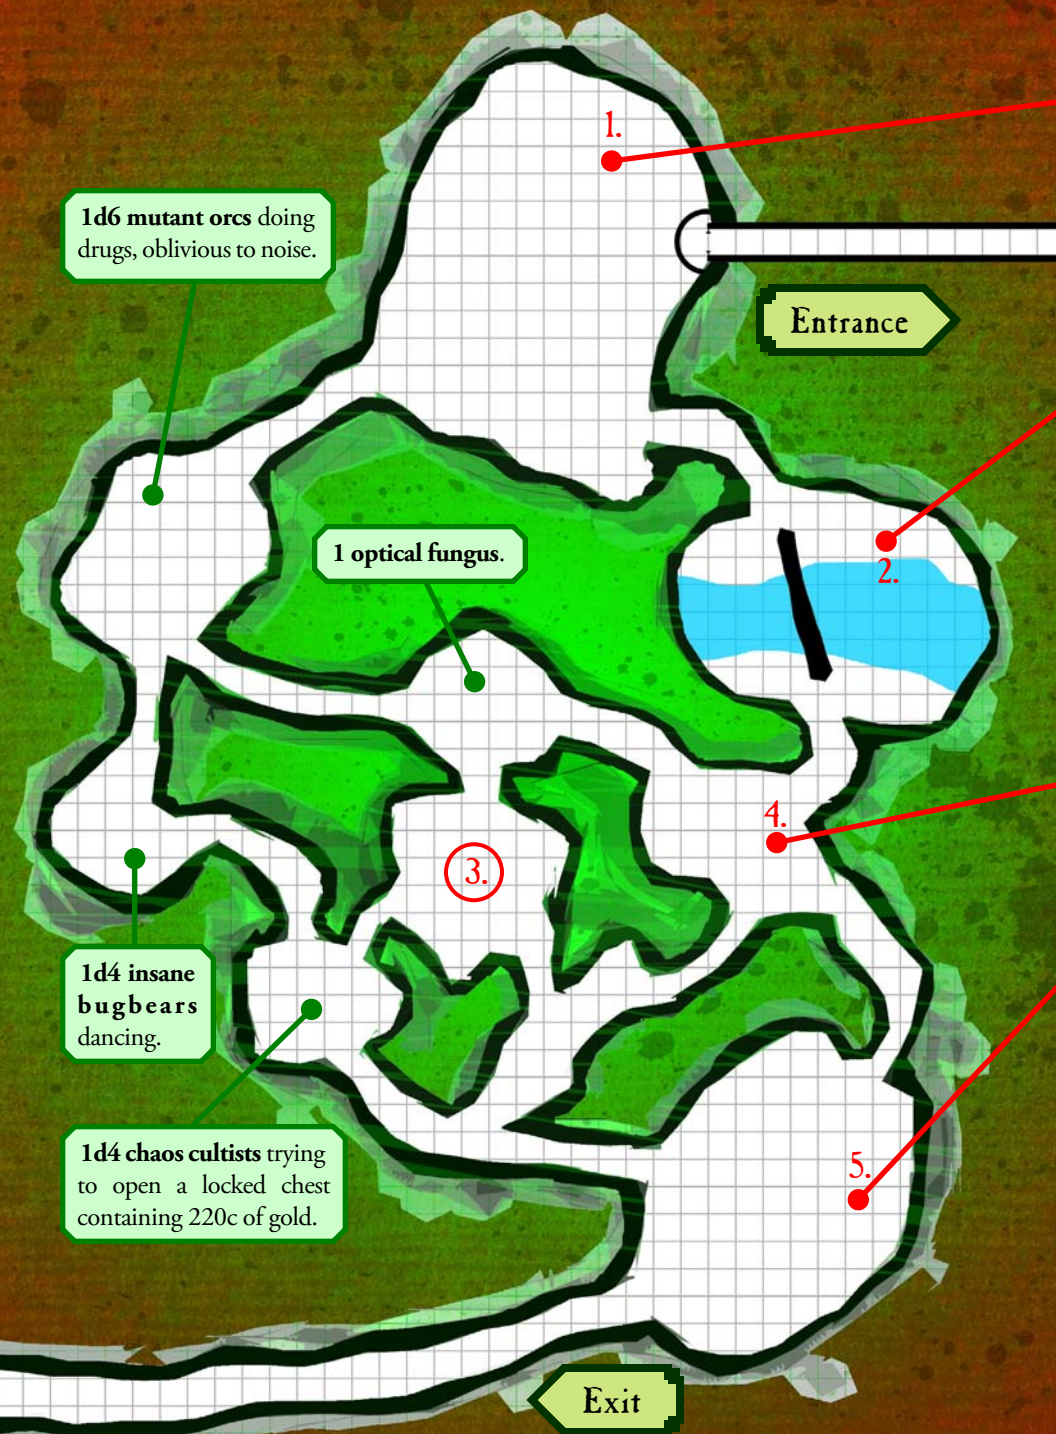 1.
1d6 mutant orcs doing
drugs, oblivious to noise.
Entrance
1 optical fungus.
2.
4.
3.
1d4 insane
bugbears
dancing.
1d4 chaos cultists trying
to open a locked chest
containing 220c of gold.
5.
Exit